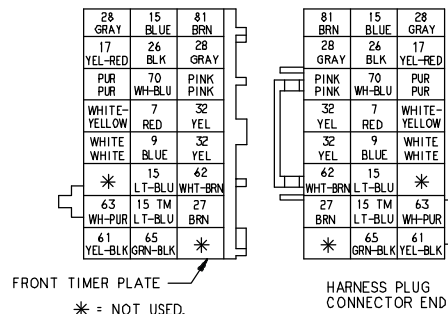 28 15 81 81 15 28
GRAY BLUE BRN BRN BLUE GRAY
17 26 28 28 26 17
YEL-RED BLK GRAY GRAY BLK YEL-RED
PUR 70 PINK PINK 70 PUR
PUR WH-BLU PINK PINK WH-BLU PUR
WHITE- 7 32 32 7 WHITE-
YELLOW RED YEL YEL RED YELLOW
WHITE 9 32 32 9 WHITE
WHITE BLUE YEL YEL BLUE WHITE
* 15 62 62 15 *
LT-BLU WHT-BRN WHT-BRN LT-BLU
63 15 TM 27 27 15 TM 63
WH-PUR LT-BLU BRN BRN LT-BLU WH-PUR
61 65 * * 65 61
YEL-BLK GRN-BLK GRN-BLK YEL-BLK
FRONT TIMER PLATE
HARNESS PLUG
CONNECTOR END
* = NOT USED.